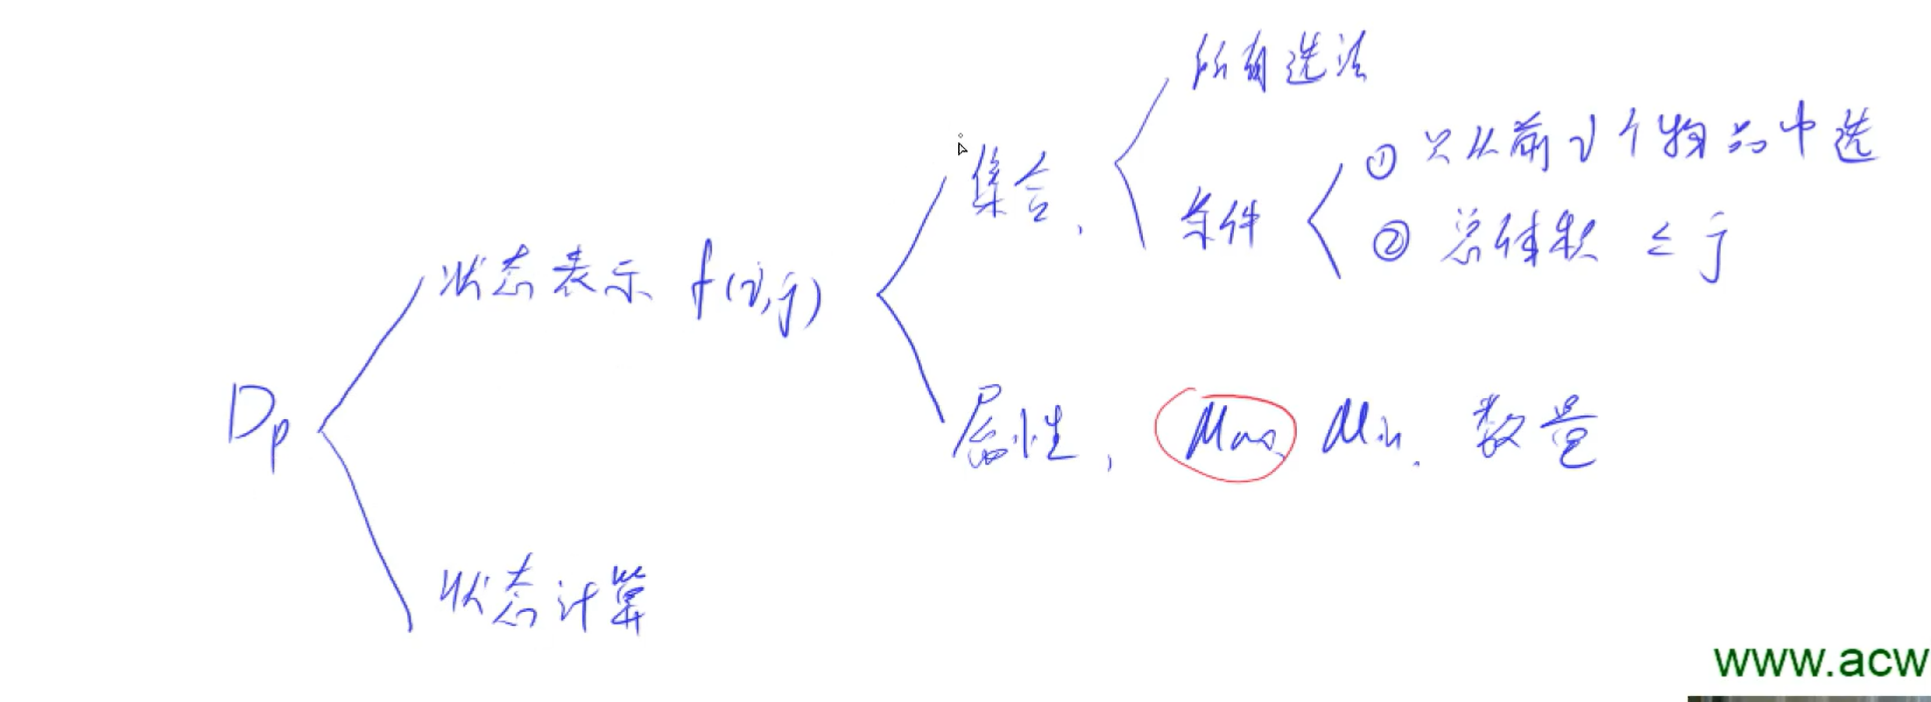 所有选法
① 只从前i个物品中选
集合,
条件
② 总体积 ≤ j
状态表示 f(i,j)
Dp
属性, Max, Min, 数量
状态计算
www.acw